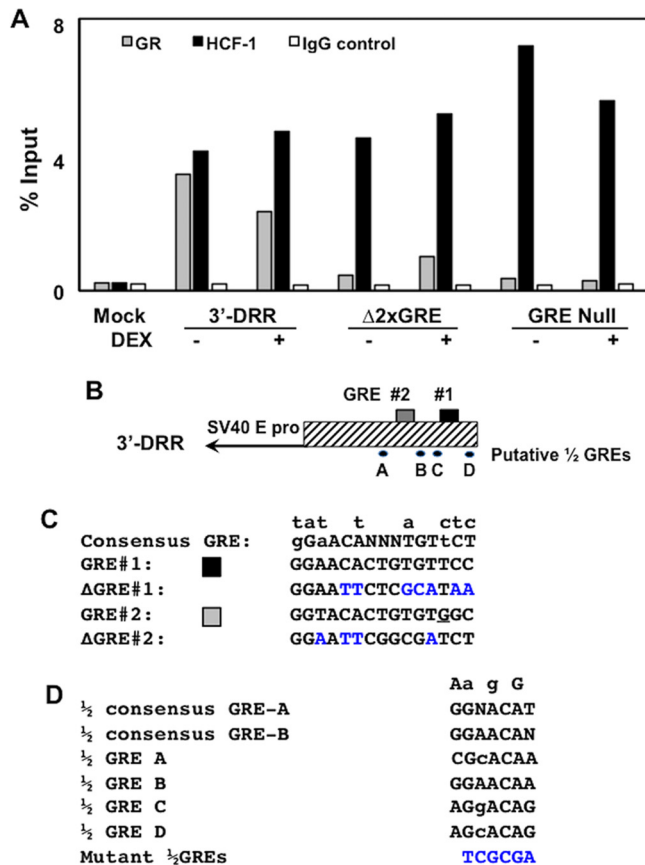 A
8
GR HCF-1 IgG control
4
% Input
0
Mock 3'-DRR Δ2xGRE GRE Null
DEX - + - + - +
B
GRE #2 #1
SV40 E pro
3'-DRR
Putative ½ GREs
A B C D
C
tat t a ctc
Consensus GRE: gGaACANNNTGTtCT
GRE#1: GGAACACTGTGTTCC
ΔGRE#1: GGAATTCTCGCATAA
GRE#2: GGTACACTGTGTGGC
ΔGRE#2: GGAATTCGGCGATCT
D
Aa g G
½ consensus GRE-A GGNACAT
½ consensus GRE-B GGAACAN
½ GRE A CGcACAA
½ GRE B GGAACAA
½ GRE C AGgACAG
½ GRE D AGcACAG
Mutant ½GREs TCGCGA